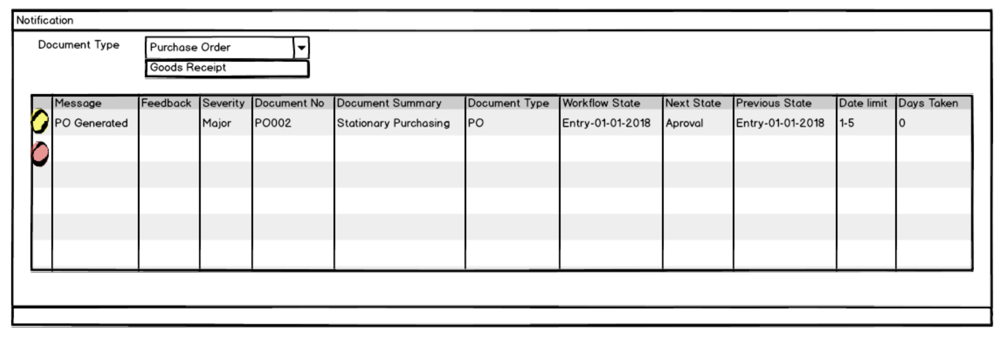 Notification
Document Type
Purchase Order
Goods Receipt
Message Feedback Severity Document No Document Summary Document Type Workflow State Next State Previous State Date limit Days Taken
PO Generated Major PO002 Stationary Purchasing PO Entry-01-01-2018 Aproval Entry-01-01-2018 1-5 0